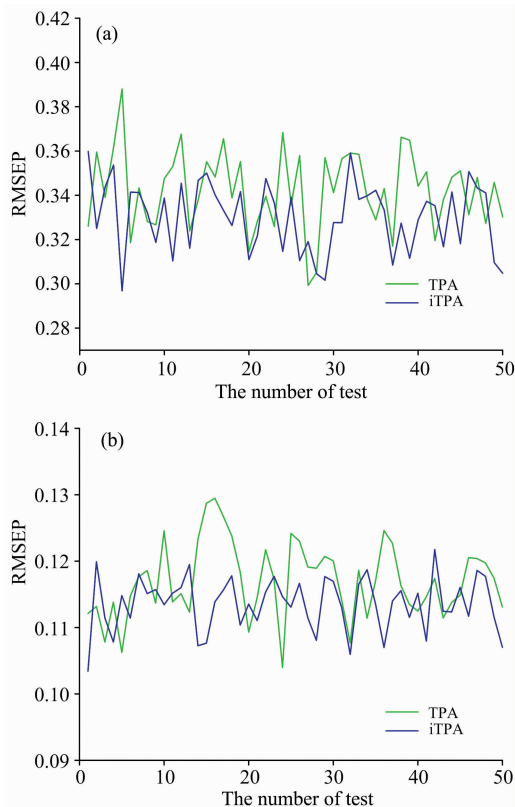 0.42
(a)
0.40
0.38
0.36
0.34
0.32
0.30
0.28
RMSEP
TPA
iTPA
0
10
20
30
40
50
The number of test
0.14
(b)
0.13
0.12
0.11
0.10
0.09
RMSEP
TPA
iTPA
0
10
20
30
40
50
The number of test